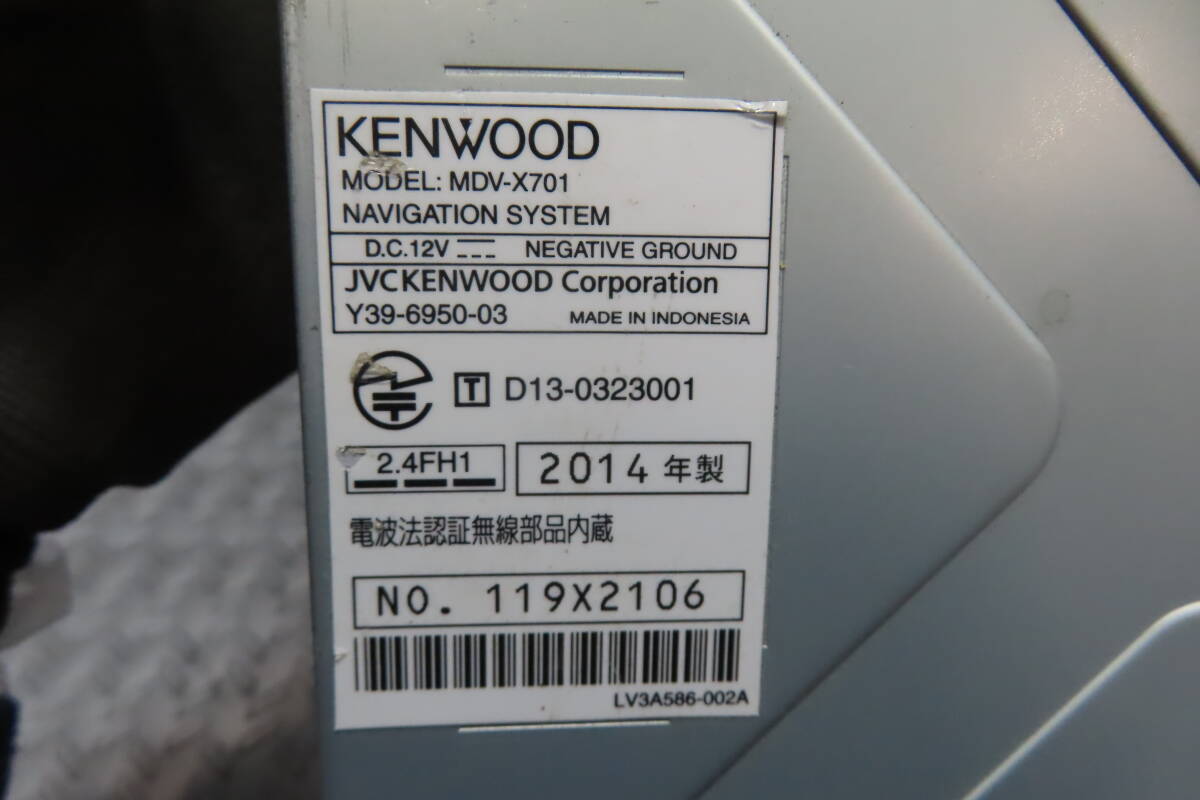 KENWOOD
MODEL: MDV-X701
NAVIGATION SYSTEM
D.C.12V NEGATIVE GROUND
JVCKENWOOD Corporation
Y39-6950-03 MADE IN INDONESIA
T D13-0323001
2.4FH1 2014 年製
電波法認証無線部品内蔵
NO. 119X2106
LV3A586-002A